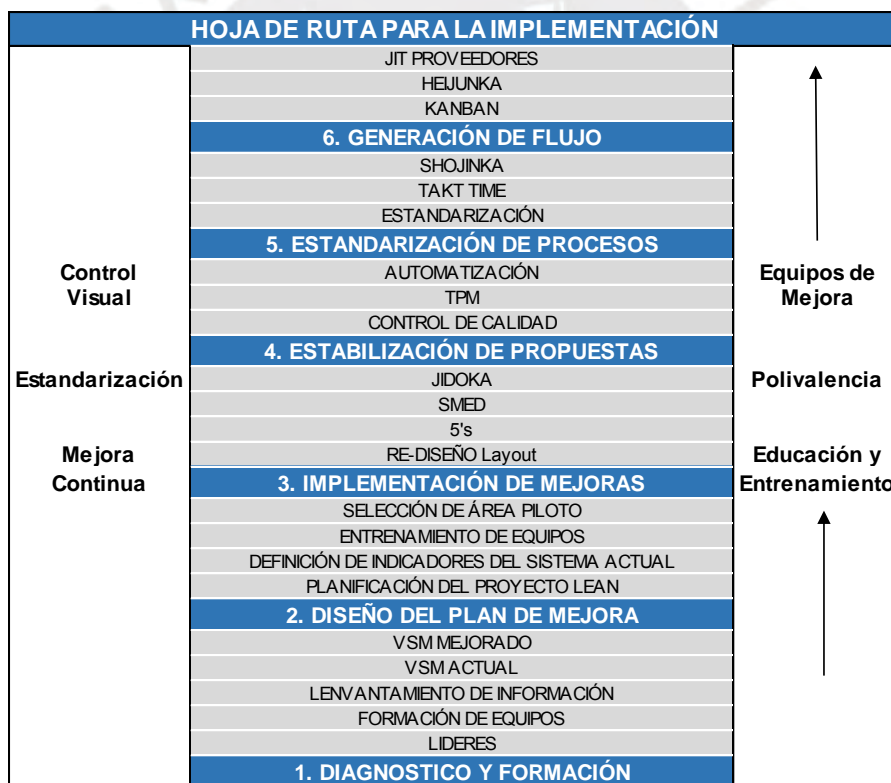 HOJA DE RUTA PARA LA IMPLEMENTACIÓN
JIT PROVEEDORES
HEIJUNKA
KANBAN
6. GENERACIÓN DE FLUJO
SHOJINKA
TAKT TIME
ESTANDARIZACIÓN
5. ESTANDARIZACIÓN DE PROCESOS
Control
Visual
AUTOMATIZACIÓN
TPM
CONTROL DE CALIDAD
Equipos de
Mejora
4. ESTABILIZACIÓN DE PROPUESTAS
Estandarización
JIDOKA
Polivalencia
SMED
5's
Mejora
Continua
RE-DISEÑO Layout
Educación y
Entrenamiento
3. IMPLEMENTACIÓN DE MEJORAS
SELECCIÓN DE ÁREA PILOTO
ENTRENAMIENTO DE EQUIPOS
DEFINICIÓN DE INDICADORES DEL SISTEMA ACTUAL
PLANIFICACIÓN DEL PROYECTO LEAN
2. DISEÑO DEL PLAN DE MEJORA
VSM MEJORADO
VSM ACTUAL
LENVANTAMIENTO DE INFORMACIÓN
FORMACIÓN DE EQUIPOS
LIDERES
1. DIAGNOSTICO Y FORMACIÓN